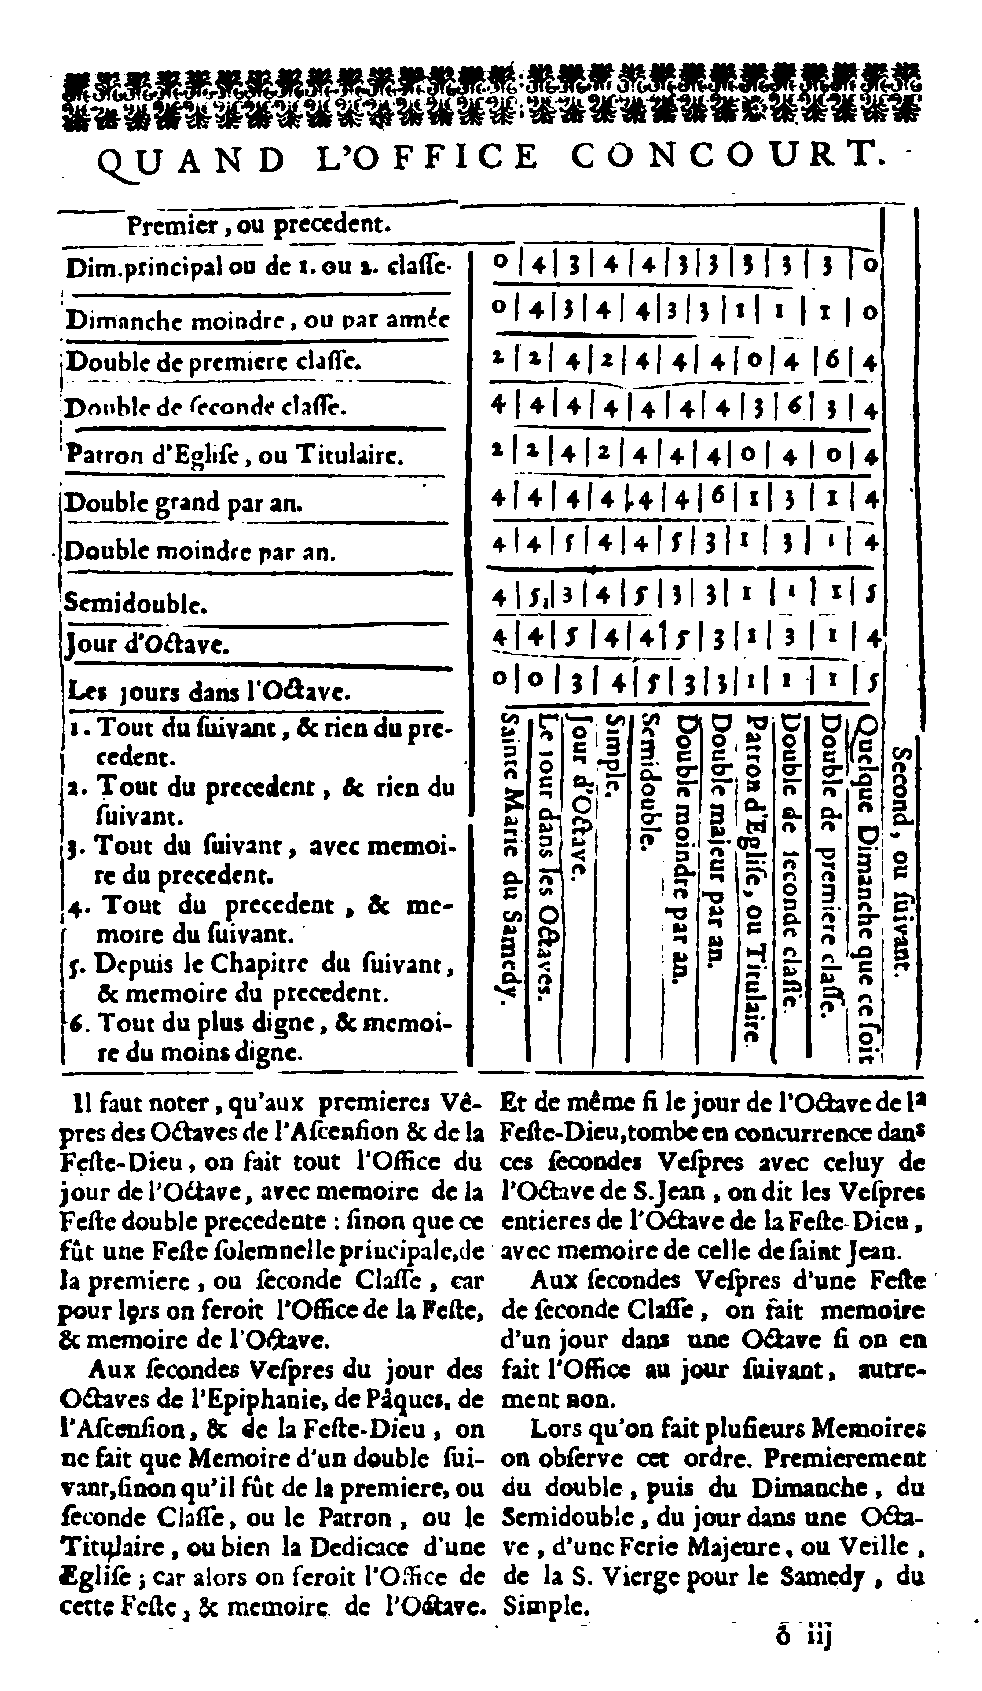 QUAND L'OFFICE CONCOURT.
Premier, ou precedent.
Dim.principal ou de 1. ou 2. claſſe. 0|4|3|4|4|3|3|3|3|3|0
Dimanche moindre, ou par année 0|4|3|4|4|3|3|1|1|1|0
Double de premiere claſſe. 2|2|4|2|4|4|4|0|4|6|4
Double de ſeconde claſſe. 4|4|4|4|4|4|4|3|6|3|4
Patron d'Egliſe, ou Titulaire. 2|2|4|2|4|4|4|0|4|0|4
Double grand par an. 4|4|4|4|4|4|6|1|3|1|4
Double moindre par an. 4|4|5|4|4|5|3|1|3|1|4
Semidouble. 4|5|3|4|5|3|3|1|1|1|5
Jour d'Octave. 4|4|5|4|4|5|3|1|3|1|4
Les jours dans l'Octave. 0|0|3|4|5|3|3|1|1|1|5
1. Tout du ſuivant, & rien du pre-
cedent.
2. Tout du precedent, & rien du
ſuivant.
3. Tout du ſuivant, avec memoi-
re du precedent.
4. Tout du precedent, & me-
moire du ſuivant.
5. Depuis le Chapitre du ſuivant,
& memoire du precedent.
6. Tout du plus digne, & memoi-
re du moins digne.
Sainte Marie du Samedy.
Le jour dans les Octaves.
Jour d'Octave.
Simple.
Semidouble.
Double moindre par an.
Double majeur par an.
Patron d'Egliſe, ou Titulaire.
Double de ſeconde claſſe.
Double de premiere claſſe.
Quelque Dimanche que ce ſoit
Second, ou ſuivant.
Il faut noter, qu'aux premieres Vê-
pres des Octaves de l'Aſcenſion & de la
Feſte-Dieu, on fait tout l'Office du
jour de l'Octave, avec memoire de la
Feſte double precedente : ſinon que ce
fût une Feſte ſolemnelle principale,de
la premiere, ou ſeconde Claſſe, car
pour lors on feroit l'Office de la Feſte,
& memoire de l'Octave.
Aux ſecondes Veſpres du jour des
Octaves de l'Epiphanie, de Pâques, de
l'Aſcenſion, & de la Feſte-Dieu, on
ne fait que Memoire d'un double ſui-
vant,ſinon qu'il fût de la premiere, ou
ſeconde Claſſe, ou le Patron, ou le
Titulaire, ou bien la Dedicace d'une
Egliſe ; car alors on feroit l'Office de
cette Feſte, & memoire de l'Octave.
Et de même ſi le jour de l'Octave de la
Feſte-Dieu,tombe en concurrence dans
ces ſecondes Veſpres avec celuy de
l'Octave de S.Jean, on dit les Veſpres
entieres de l'Octave de la Feſte-Dieu,
avec memoire de celle de ſaint Jean.
Aux ſecondes Veſpres d'une Feſte
de ſeconde Claſſe, on fait memoire
d'un jour dans une Octave ſi on en
fait l'Office au jour ſuivant, autre-
ment non.
Lors qu'on fait pluſieurs Memoires
on obſerve cet ordre. Premierement
du double, puis du Dimanche, du
Semidouble, du jour dans une Octa-
ve, d'une Ferie Majeure, ou Veille,
de la S. Vierge pour le Samedy, du
Simple.
õ iij